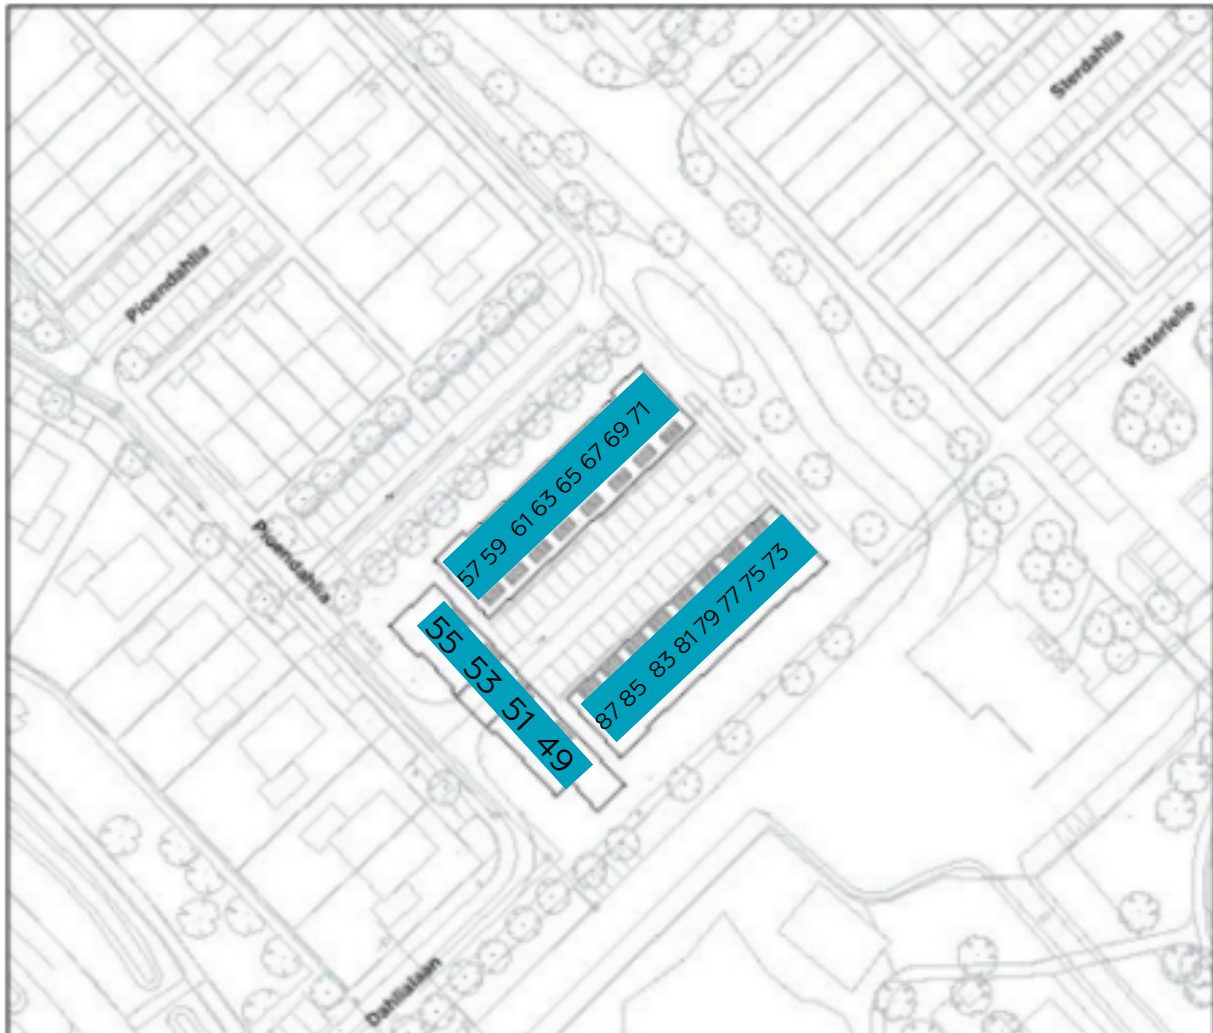 Sterdahlia
Pioendahlia
Waterlelie
57 59 61 63 65 67 69 71
Pioendahlia
87 85 83 81 79 77 75 73
55 53 51 49
Dahlialaan